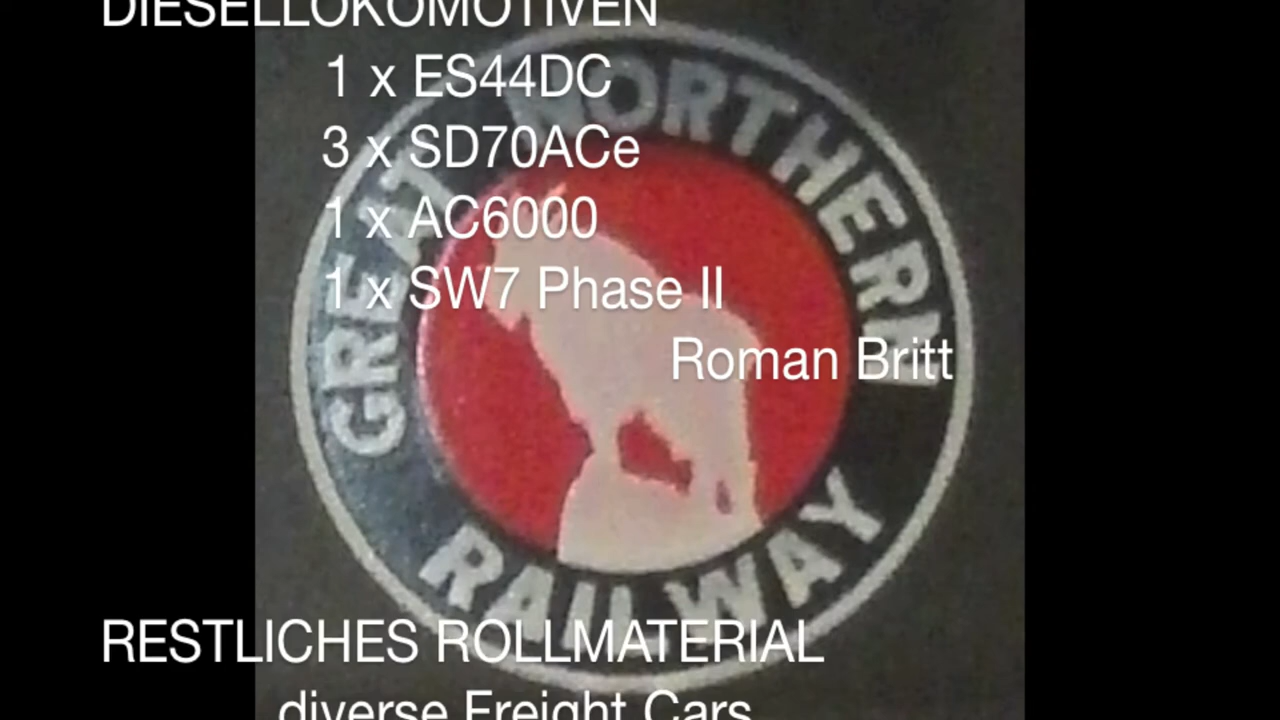 DIESELLOKOMOTIVEN
1 x ES44DC
3 x SD70ACe
1 x AC6000
1 x SW7 Phase II
Roman Britt
RESTLICHES ROLLMATERIAL
diverse Freight Cars
GREAT NORTHERN
RAILWAY